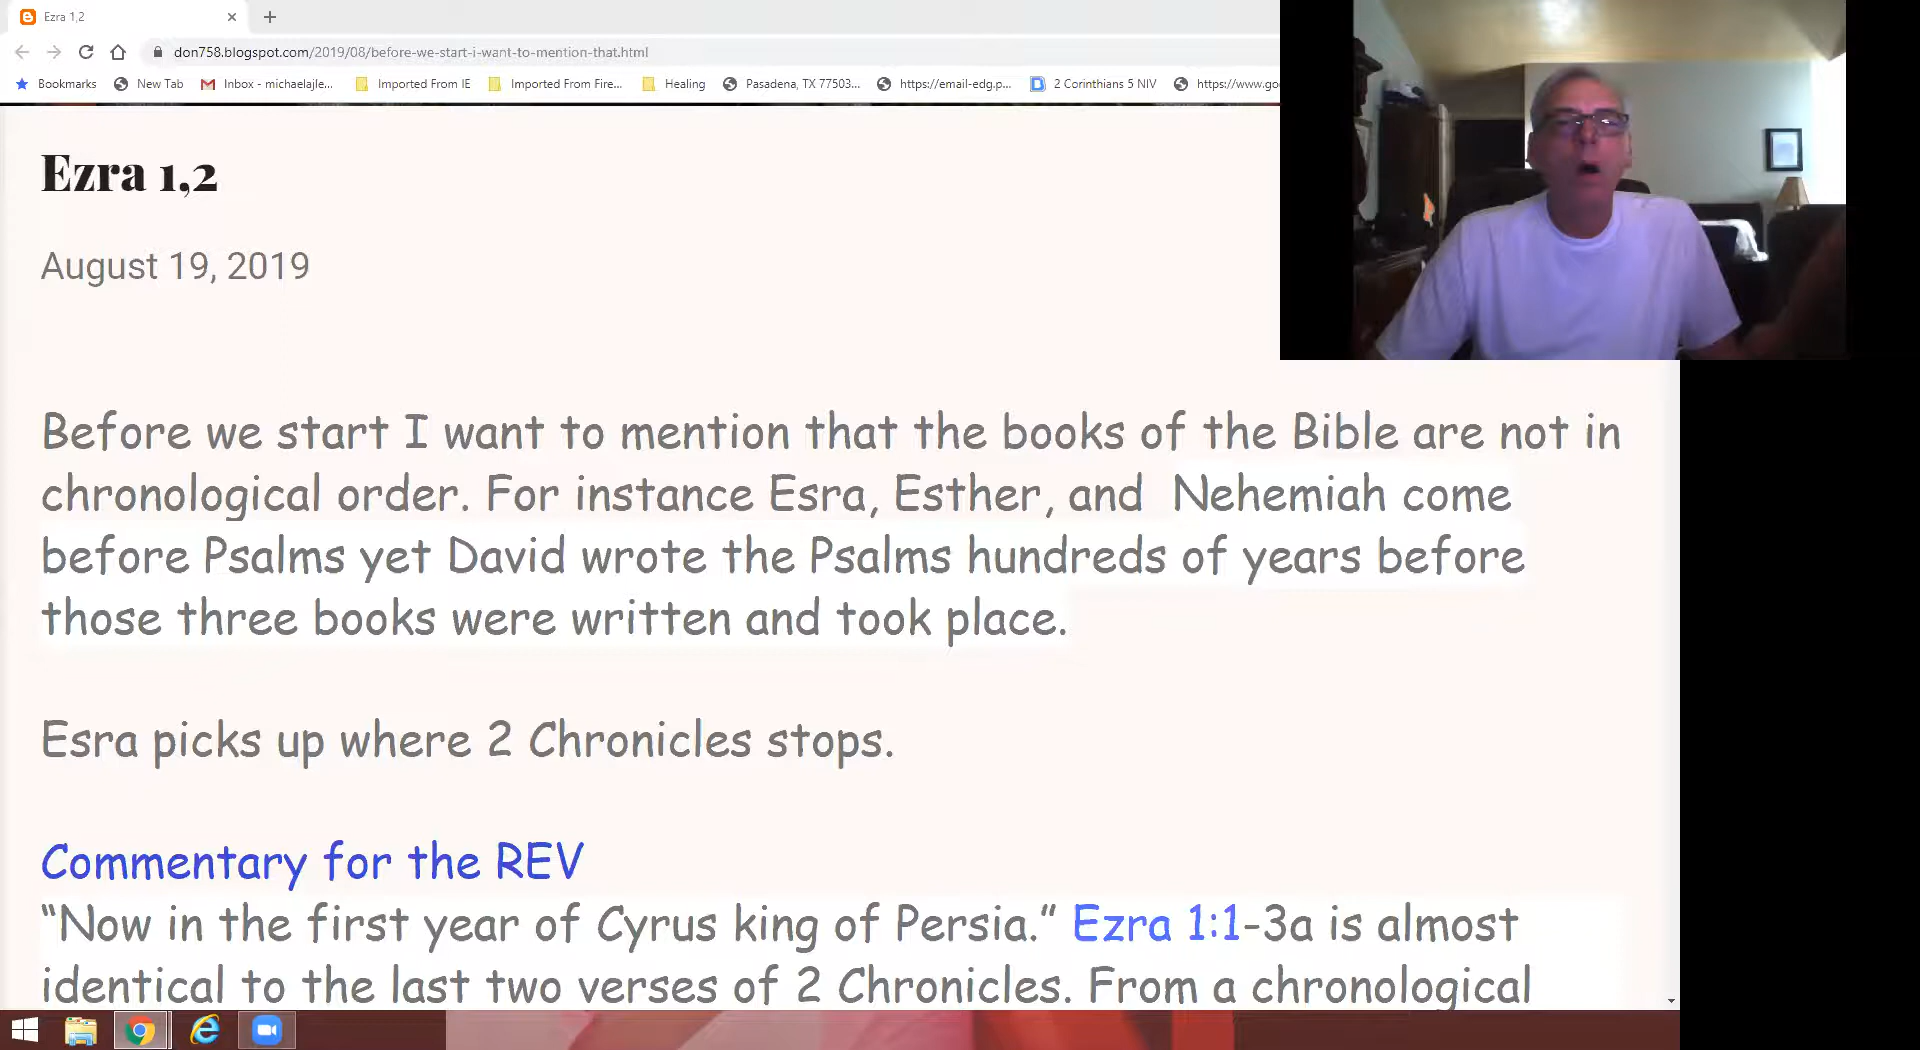 Ezra 1,2
don758.blogspot.com/2019/08/before-we-start-i-want-to-mention-that.html
Bookmarks New Tab Inbox - michaelajle... Imported From IE Imported From Fire... Healing Pasadena, TX 77503... https://email-edg.p... 2 Corinthians 5 NIV https://www.go
Ezra 1,2
August 19, 2019
Before we start I want to mention that the books of the Bible are not in
chronological order. For instance Esra, Esther, and Nehemiah come
before Psalms yet David wrote the Psalms hundreds of years before
those three books were written and took place.
Esra picks up where 2 Chronicles stops.
Commentary for the REV
“Now in the first year of Cyrus king of Persia.” Ezra 1:1-3a is almost
identical to the last two verses of 2 Chronicles. From a chronological